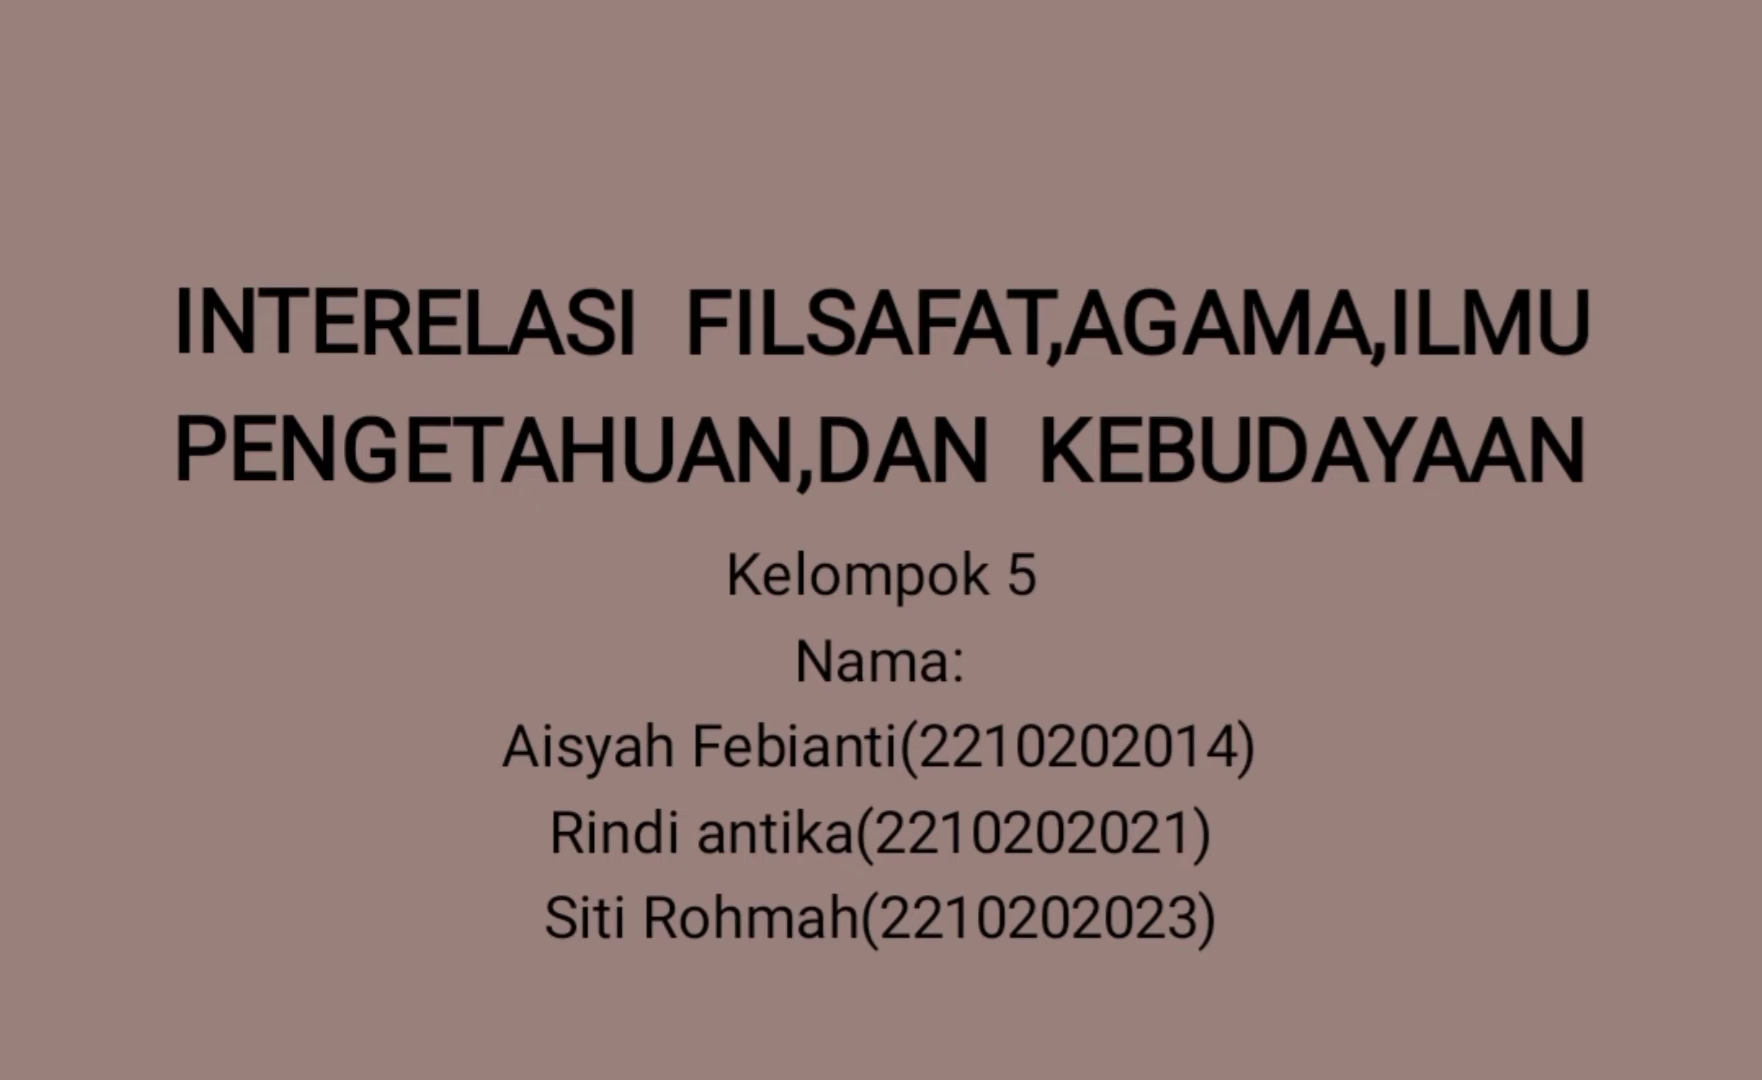 INTERELASI FILSAFAT,AGAMA,ILMU
PENGETAHUAN,DAN KEBUDAYAAN
Kelompok 5
Nama:
Aisyah Febianti(2210202014)
Rindi antika(2210202021)
Siti Rohmah(2210202023)